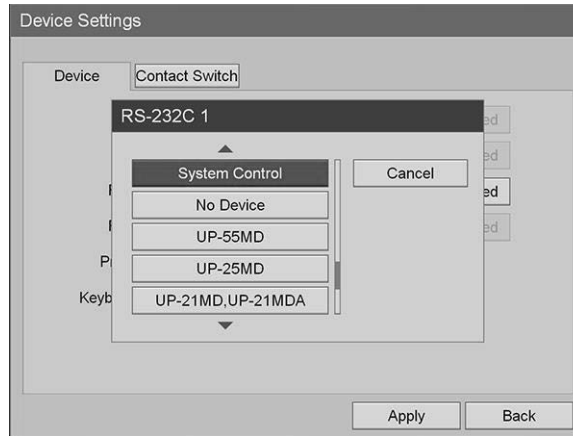 Device Settings
Device
Contact Switch
RS-232C 1
System Control
Cancel
No Device
UP-55MD
UP-25MD
UP-21MD,UP-21MDA
Apply
Back